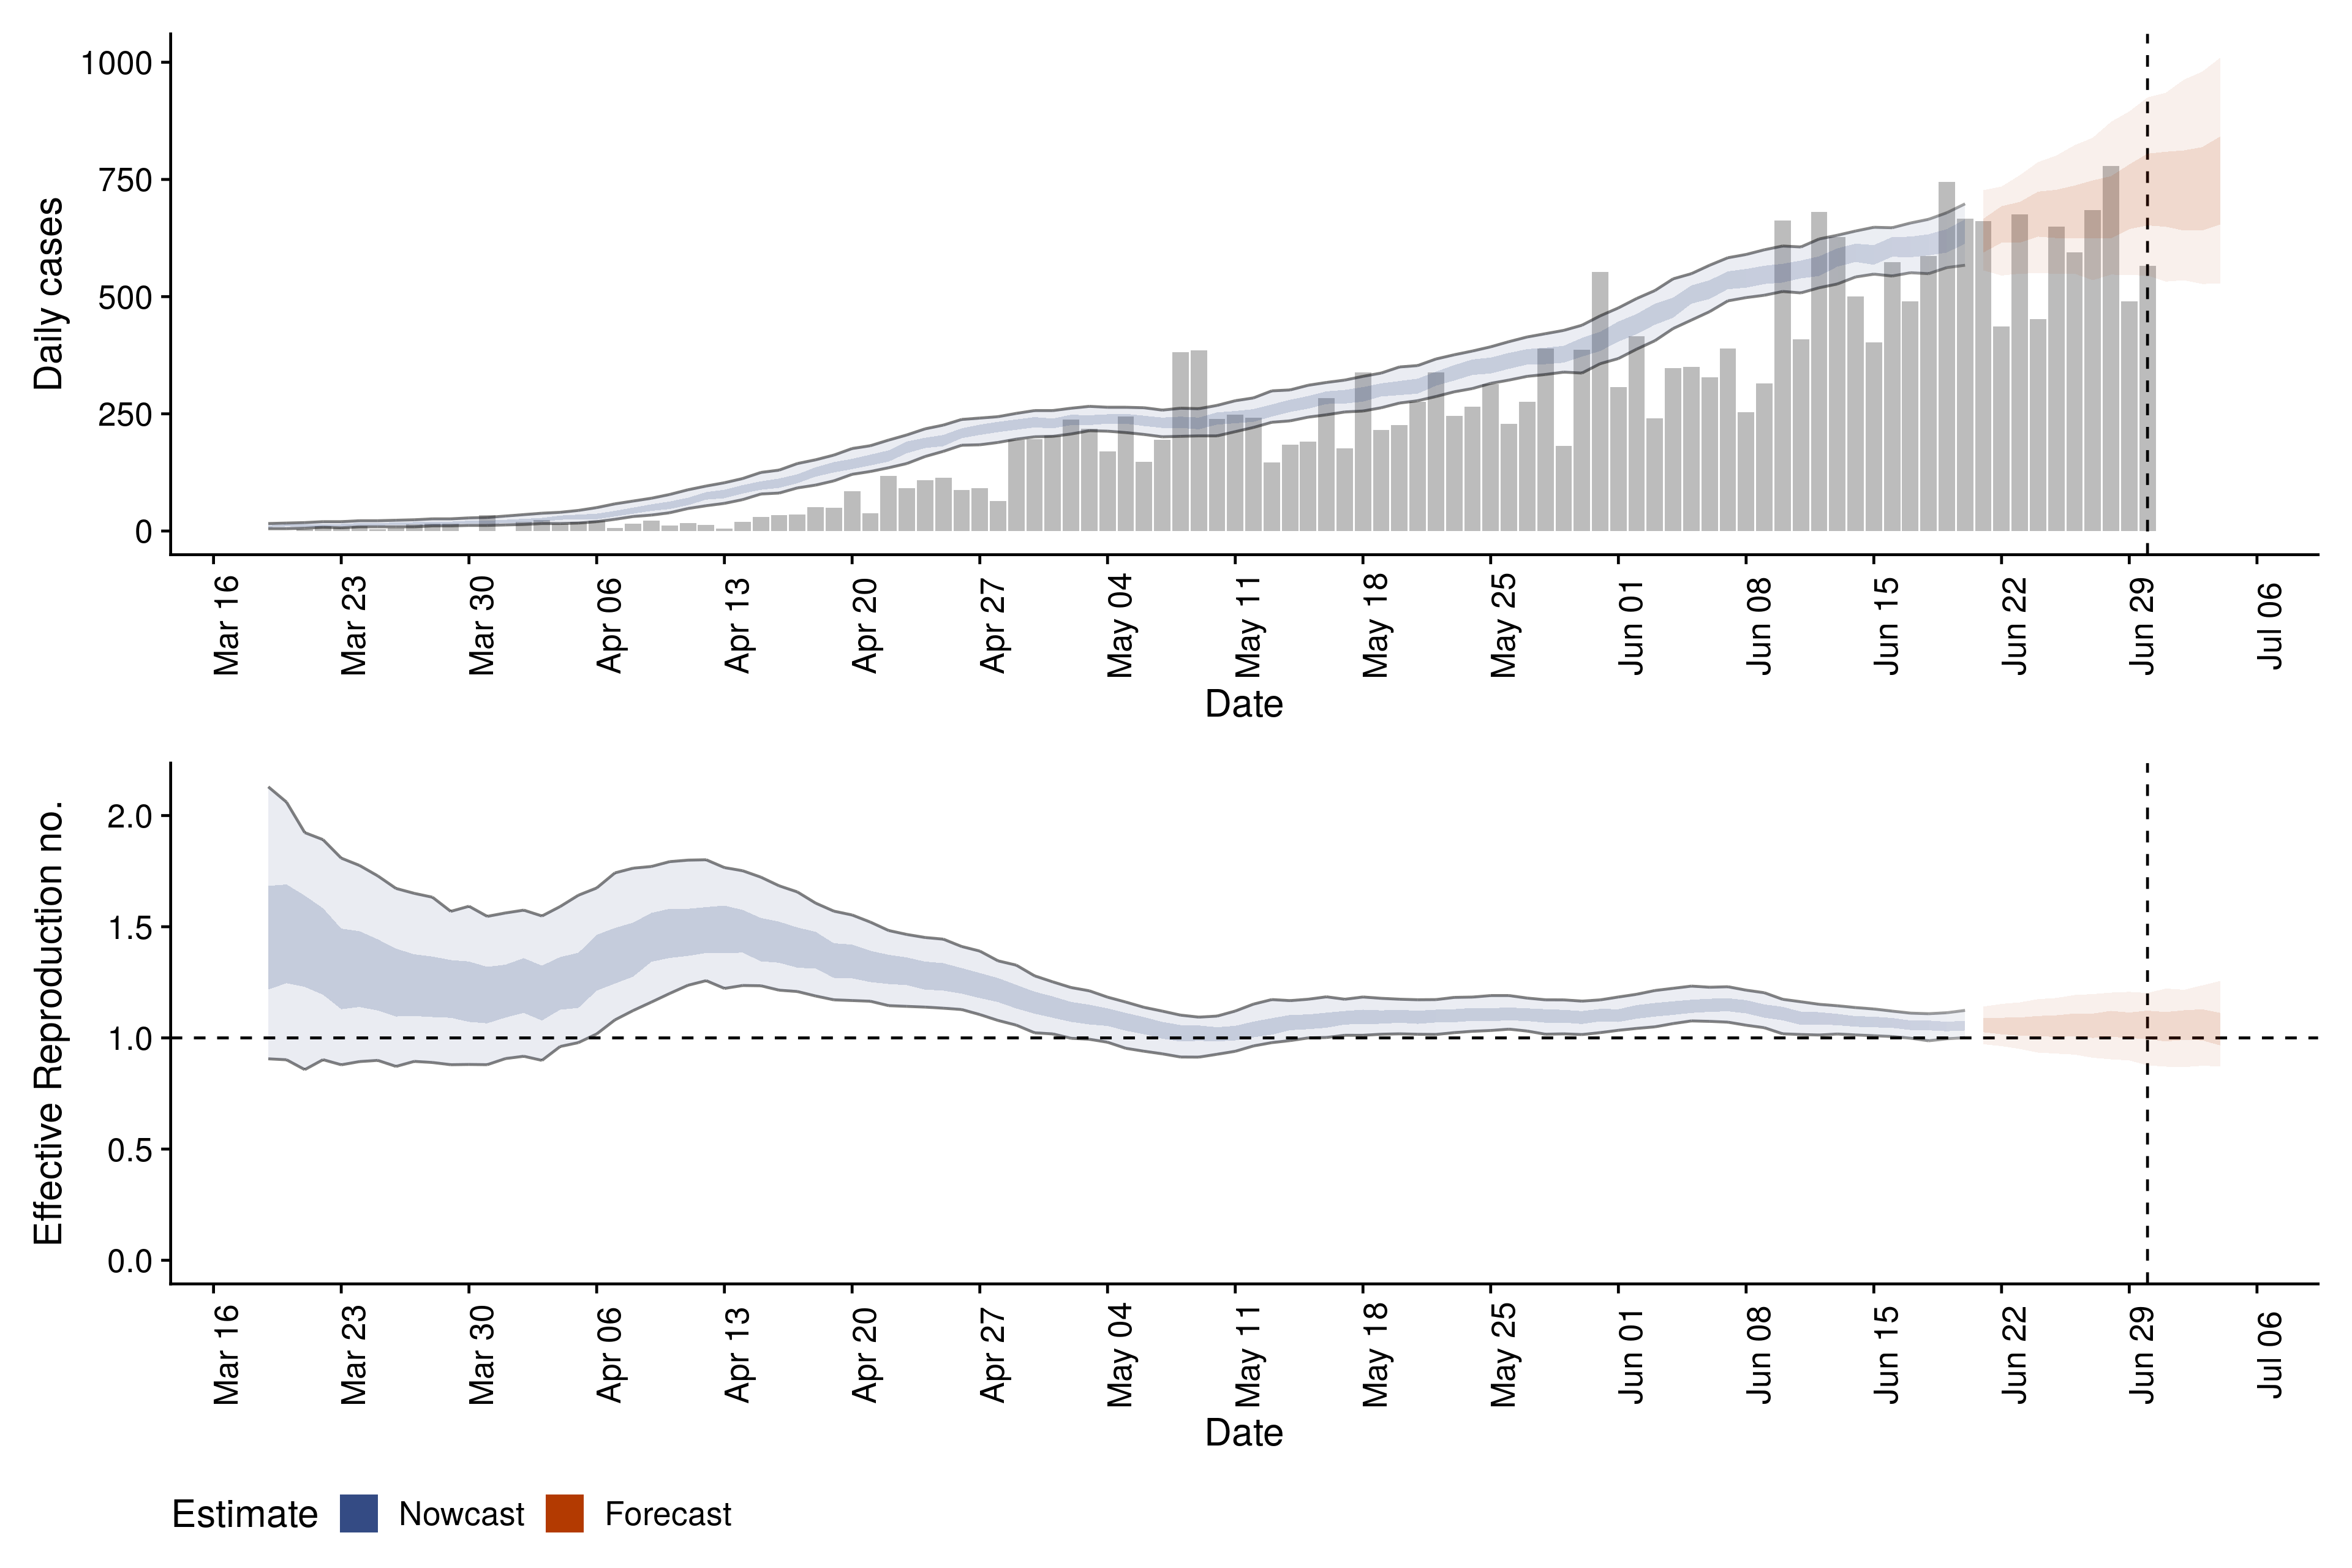 1000
750
500
250
0
Daily cases
Mar 16
Mar 23
Mar 30
Apr 06
Apr 13
Apr 20
Apr 27
May 04
May 11
May 18
May 25
Jun 01
Jun 08
Jun 15
Jun 22
Jun 29
Jul 06
Date
2.0
1.5
1.0
0.5
0.0
Effective Reproduction no.
Mar 16
Mar 23
Mar 30
Apr 06
Apr 13
Apr 20
Apr 27
May 04
May 11
May 18
May 25
Jun 01
Jun 08
Jun 15
Jun 22
Jun 29
Jul 06
Date
Estimate Nowcast Forecast